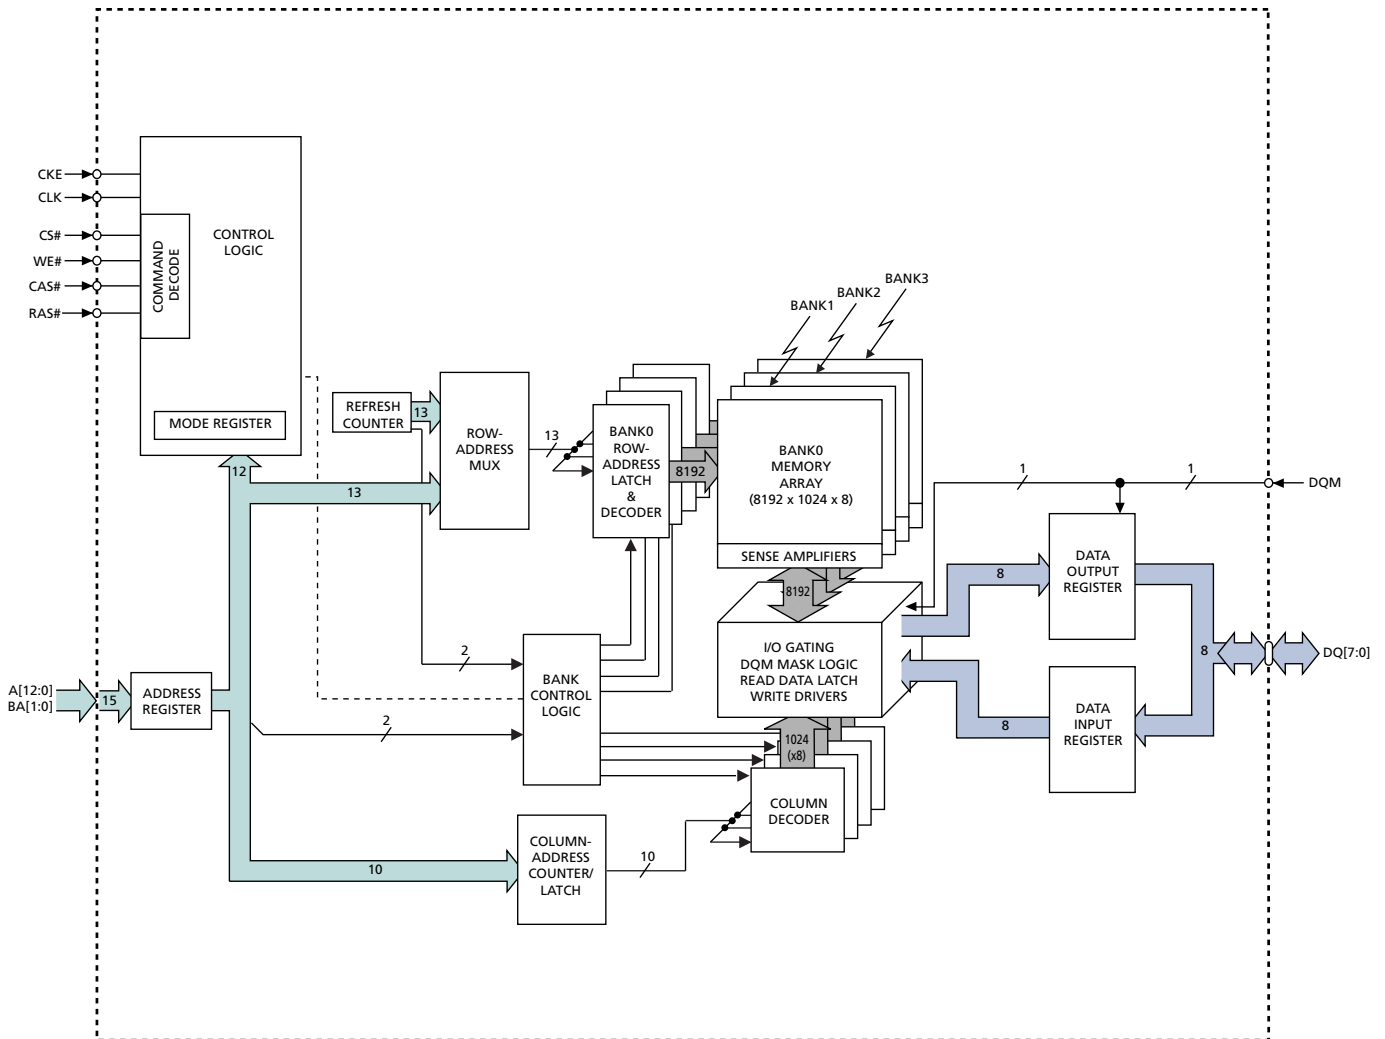 CKE
CLK
CS#
WE#
CAS#
RAS#
COMMAND
DECODE
CONTROL
LOGIC
MODE REGISTER
12
13
REFRESH
COUNTER
13
ROW-
ADDRESS
MUX
13
BANK0
ROW-
ADDRESS
LATCH
&
DECODER
8192
BANK1
BANK2
BANK3
BANK0
MEMORY
ARRAY
(8192 x 1024 x 8)
SENSE AMPLIFIERS
8192
I/O GATING
DQM MASK LOGIC
READ DATA LATCH
WRITE DRIVERS
1024
(x8)
COLUMN
DECODER
1
1
DQM
DATA
OUTPUT
REGISTER
8
8
DQ[7:0]
DATA
INPUT
REGISTER
8
A[12:0]
BA[1:0]
15
ADDRESS
REGISTER
2
2
BANK
CONTROL
LOGIC
10
COLUMN-
ADDRESS
COUNTER/
LATCH
10